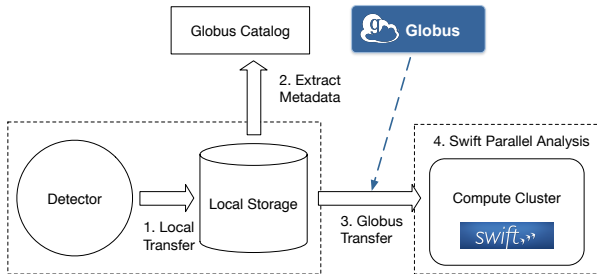 Globus Catalog
g
Globus
2. Extract
Metadata
4. Swift Parallel Analysis
Detector
Local Storage
Compute Cluster
1. Local
Transfer
3. Globus
Transfer
swift